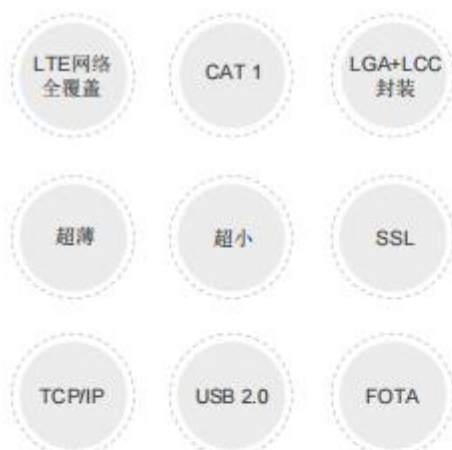 LTE网络
全覆盖
CAT 1
LGA+LCC
封装
超薄
超小
SSL
TCP/IP
USB 2.0
FOTA